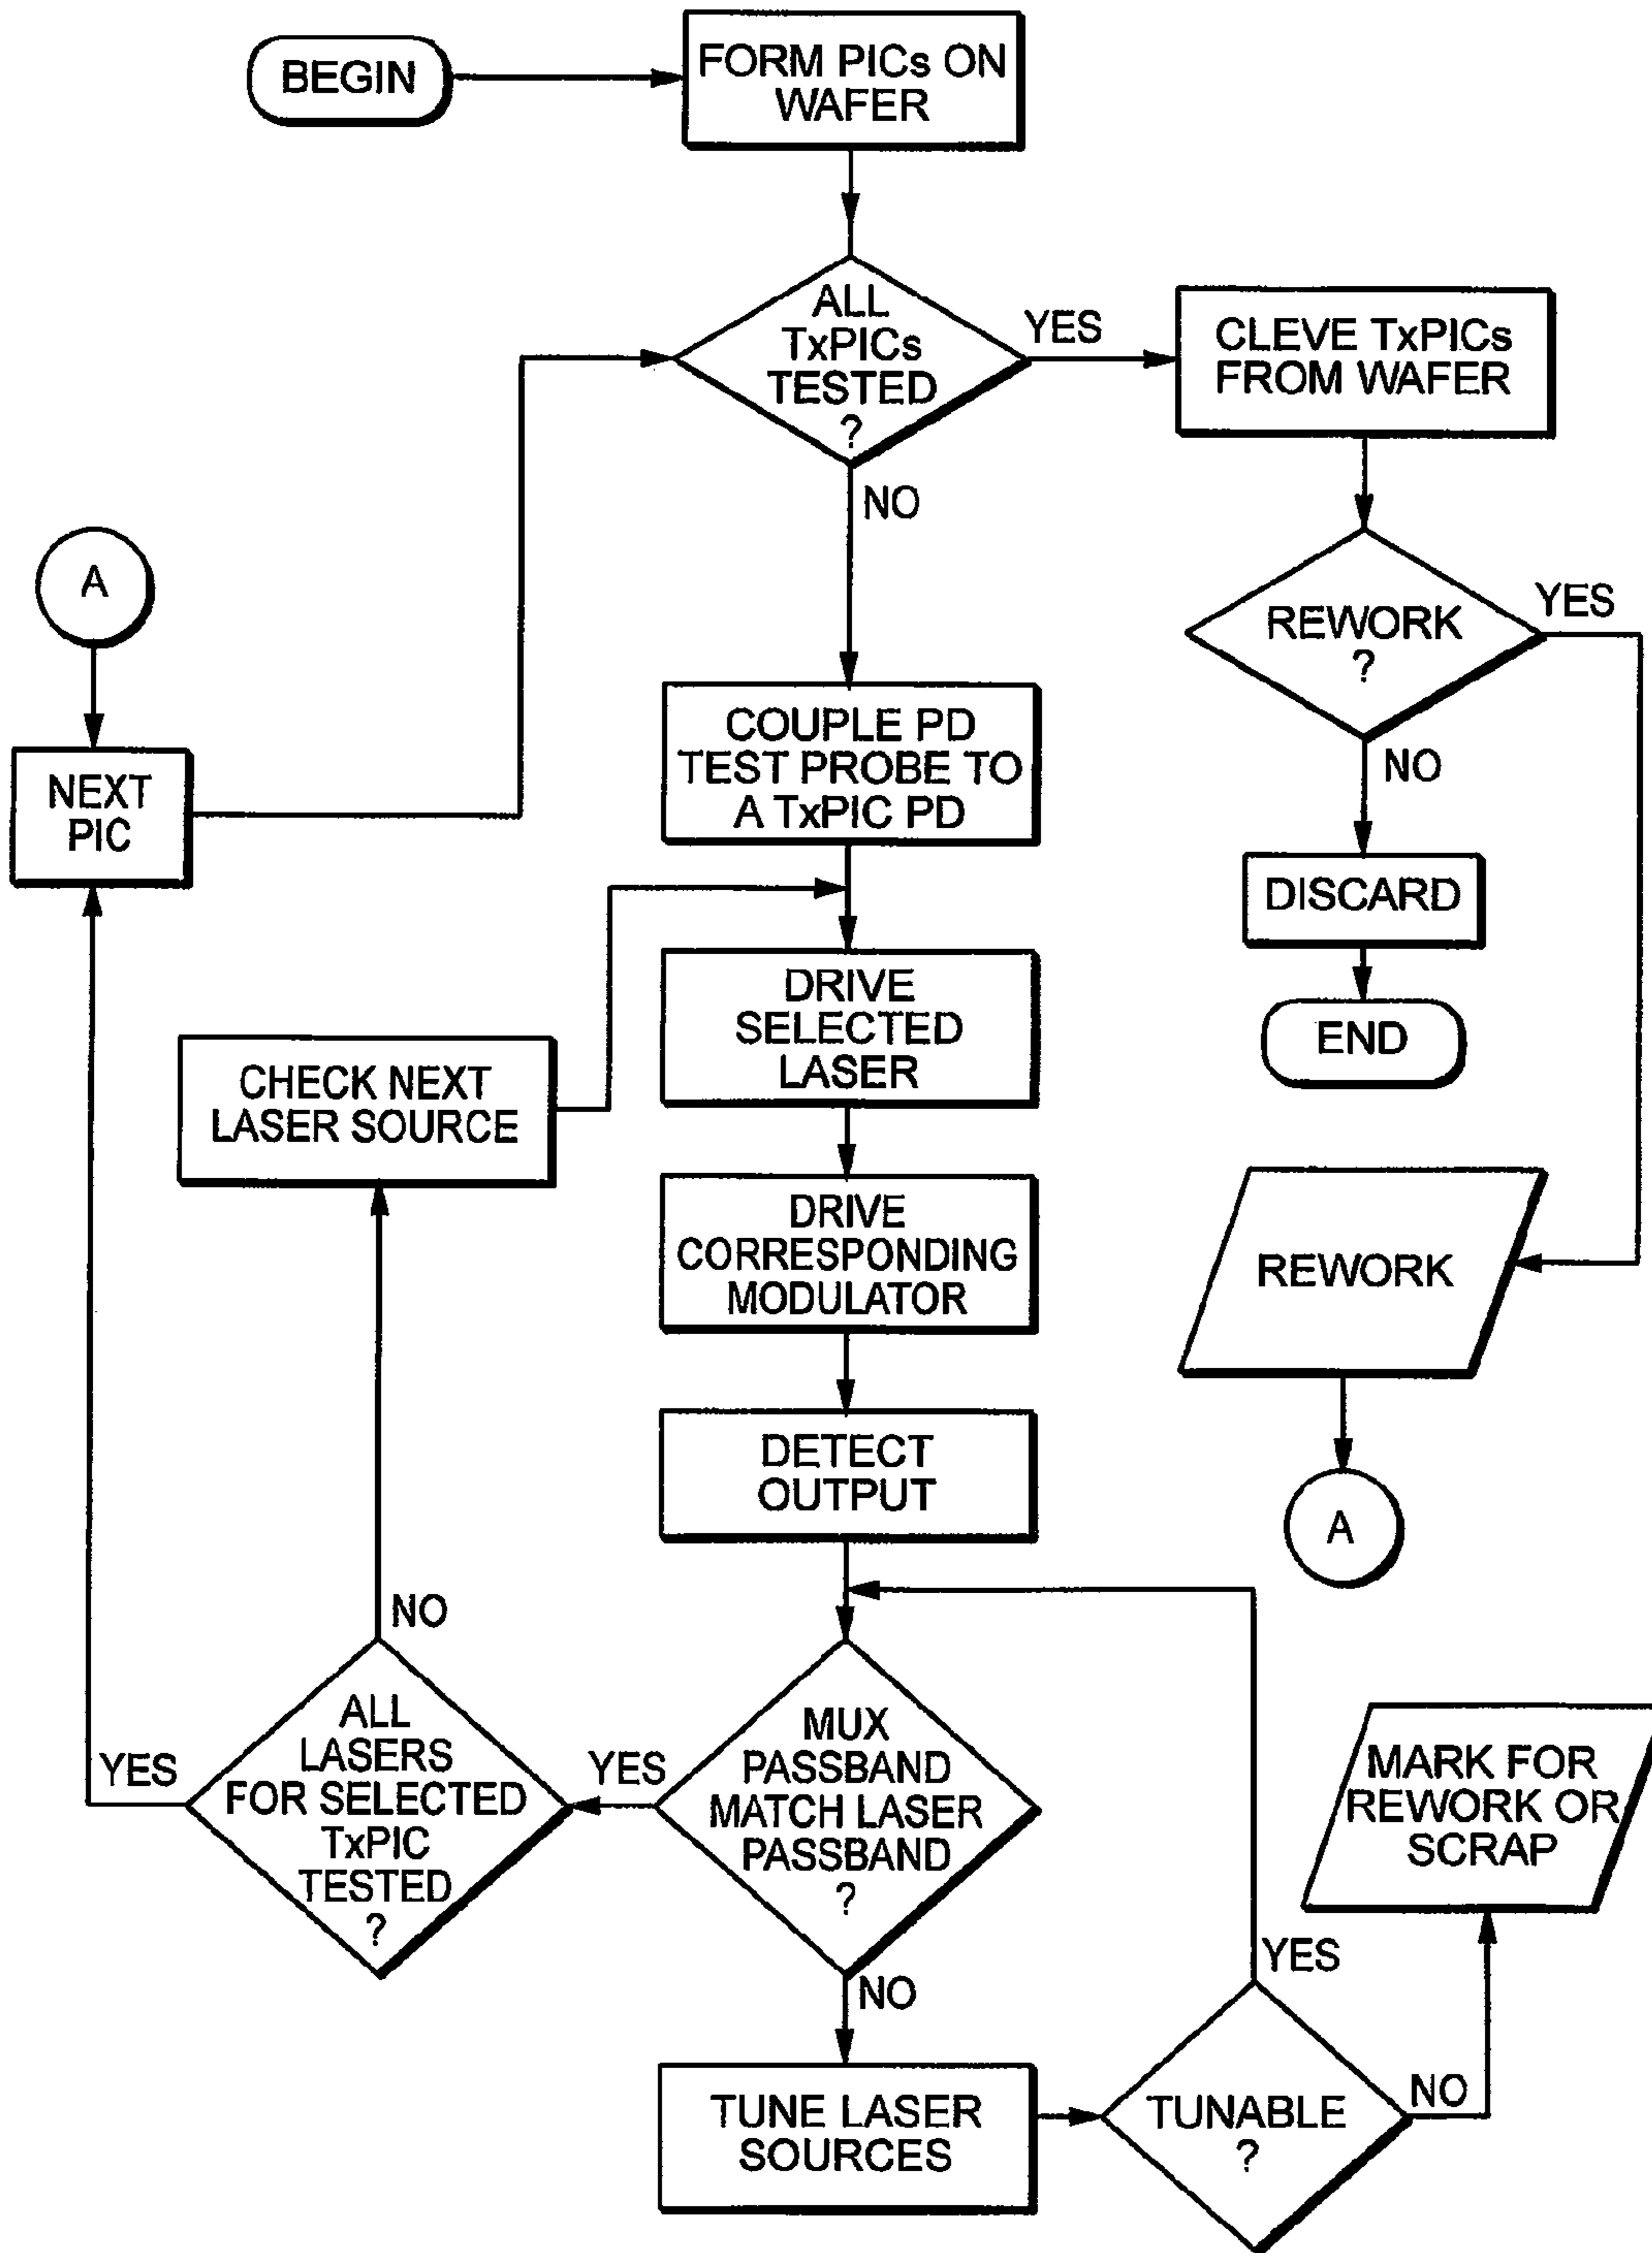 BEGIN
FORM PICs ON
WAFER
ALL
TxPICs
TESTED
?
YES
CLEVE TxPICs
FROM WAFER
NO
A
REWORK
?
YES
NO
NEXT
PIC
COUPLE PD
TEST PROBE TO
A TxPIC PD
DISCARD
END
DRIVE
SELECTED
LASER
CHECK NEXT
LASER SOURCE
DRIVE
CORRESPONDING
MODULATOR
REWORK
DETECT
OUTPUT
A
NO
ALL
LASERS
FOR SELECTED
TxPIC
TESTED
?
YES
YES
MUX
PASSBAND
MATCH LASER
PASSBAND
?
MARK FOR
REWORK OR
SCRAP
NO
YES
TUNE LASER
SOURCES
TUNABLE
?
NO